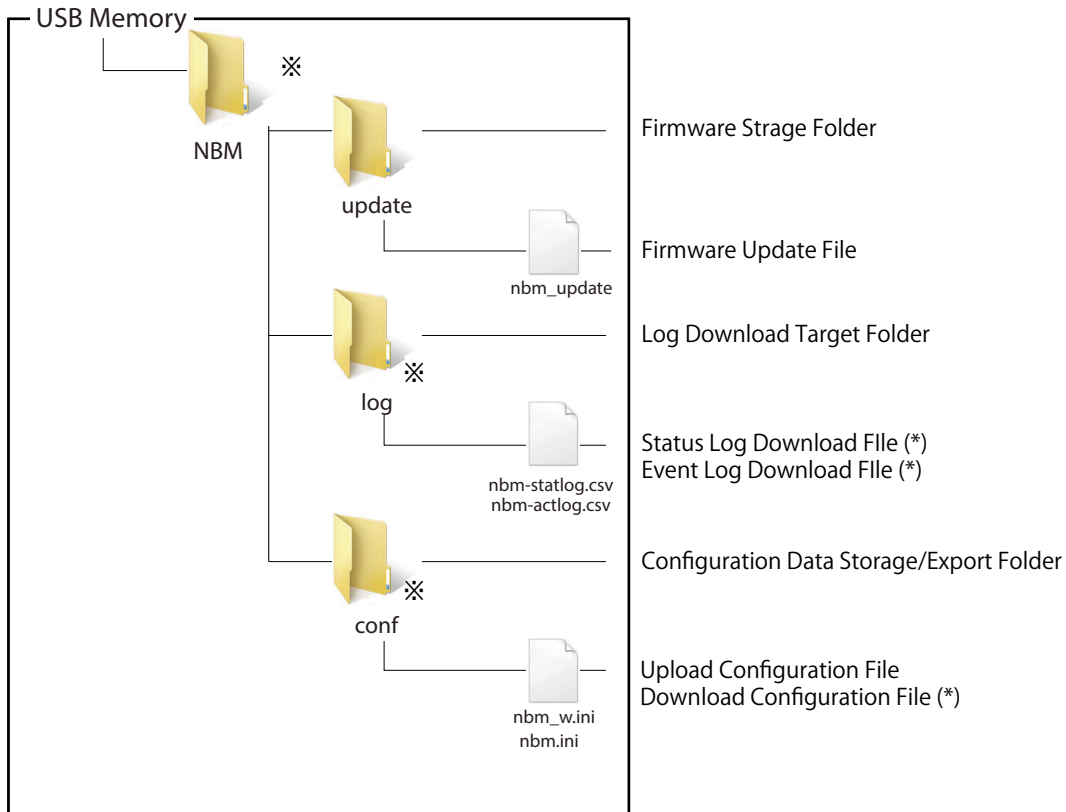 USB Memory
※
NBM
Firmware Strage Folder
update
Firmware Update File
nbm_update
Log Download Target Folder
※
log
Status Log Download FIle (*)
Event Log Download FIle (*)
nbm-statlog.csv
nbm-actlog.csv
Configuration Data Storage/Export Folder
※
conf
Upload Configuration File
Download Configuration File (*)
nbm_w.ini
nbm.ini